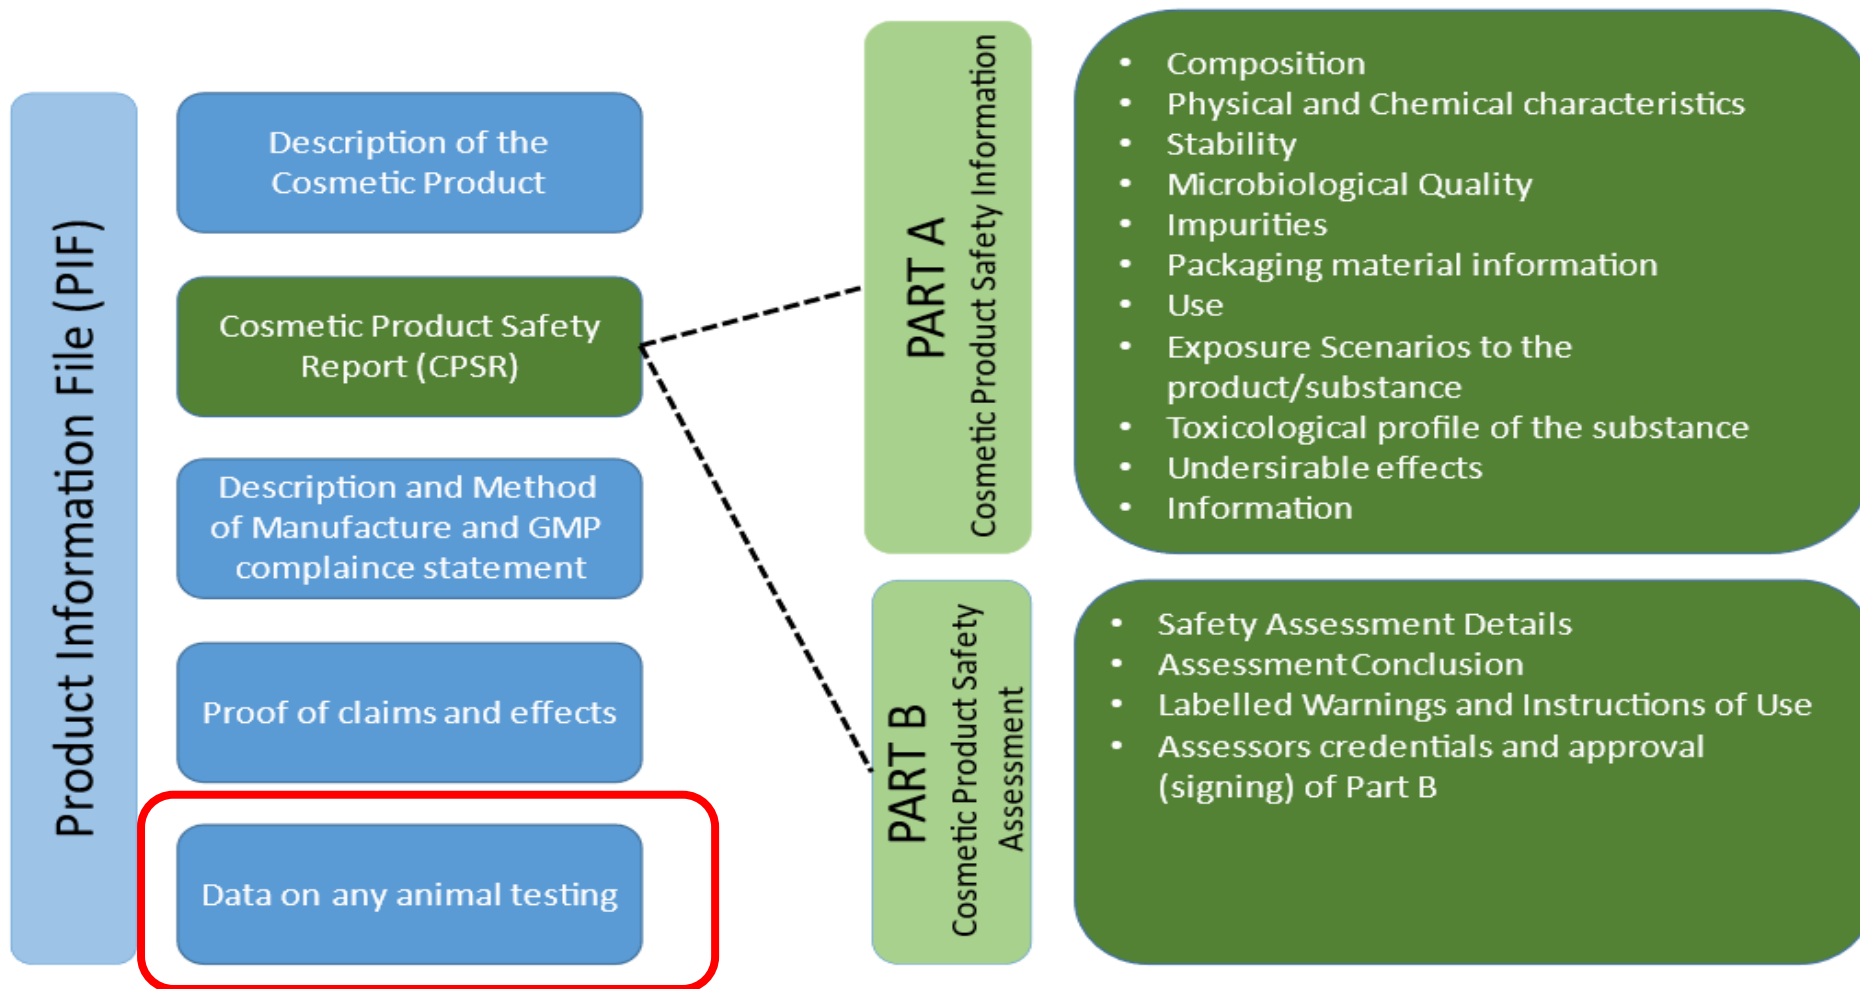 Product Information File (PIF)
Description of the
Cosmetic Product
Cosmetic Product Safety
Report (CPSR)
Description and Method
of Manufacture and GMP
complaince statement
Proof of claims and effects
Data on any animal testing
PART A
Cosmetic Product Safety Information
• Composition
• Physical and Chemical characteristics
• Stability
• Microbiological Quality
• Impurities
• Packaging material information
• Use
• Exposure Scenarios to the
product/substance
• Toxicological profile of the substance
• Undersirable effects
• Information
PART B
Cosmetic Product Safety
Assessment
• Safety Assessment Details
• Assessment Conclusion
• Labelled Warnings and Instructions of Use
• Assessors credentials and approval
(signing) of Part B